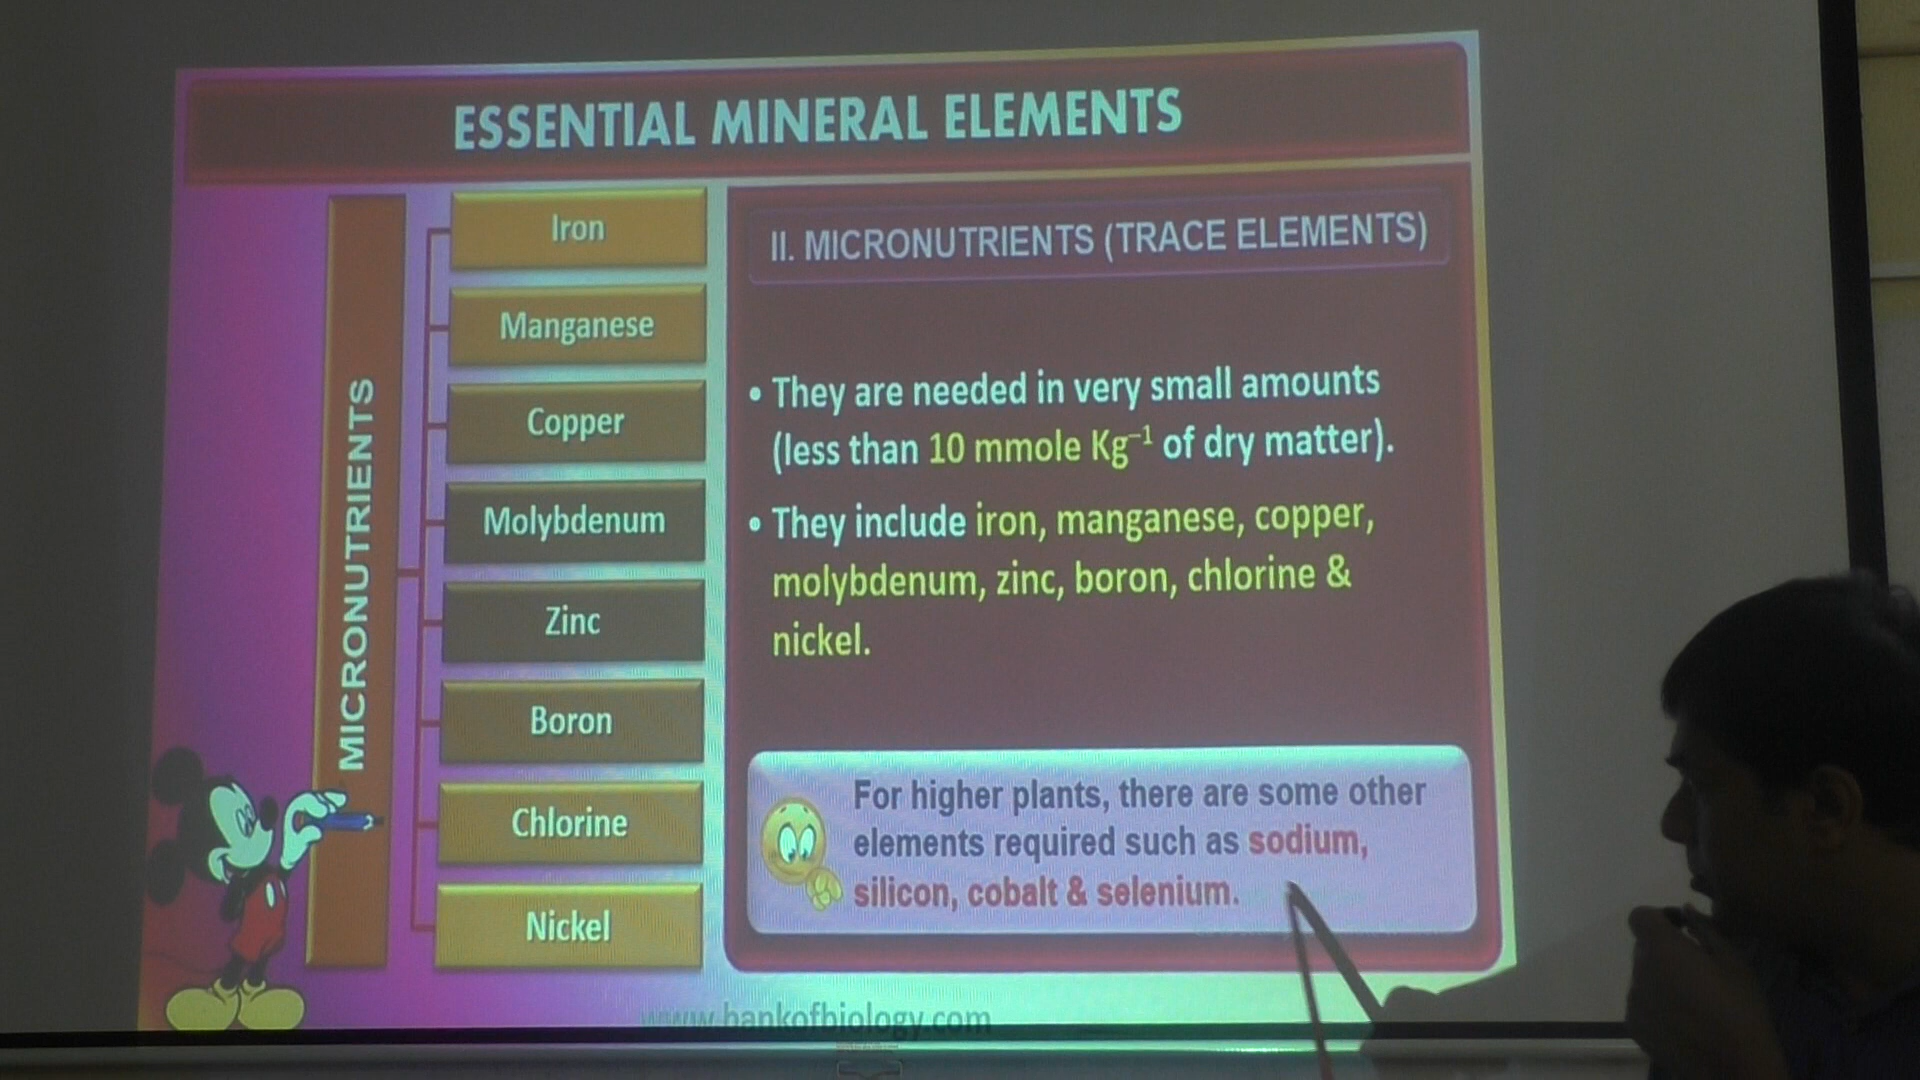 ESSENTIAL MINERAL ELEMENTS
MICRONUTRIENTS
Iron
Manganese
Copper
Molybdenum
Zinc
Boron
Chlorine
Nickel
II. MICRONUTRIENTS (TRACE ELEMENTS)
• They are needed in very small amounts
(less than 10 mmole Kg⁻¹ of dry matter).
• They include iron, manganese, copper,
molybdenum, zinc, boron, chlorine &
nickel.
For higher plants, there are some other
elements required such as sodium,
silicon, cobalt & selenium.
www.bankofbiology.com